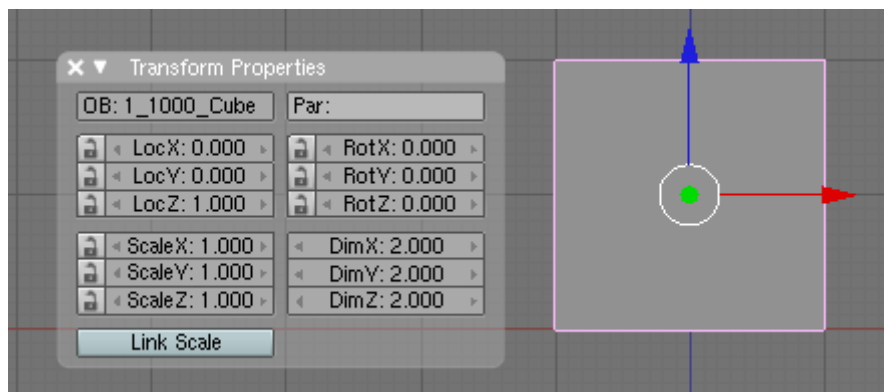 Transform Properties
OB: 1_1000_Cube
Par:
LocX: 0.000
LocY: 0.000
LocZ: 1.000
RotX: 0.000
RotY: 0.000
RotZ: 0.000
ScaleX: 1.000
ScaleY: 1.000
ScaleZ: 1.000
DimX: 2.000
DimY: 2.000
DimZ: 2.000
Link Scale